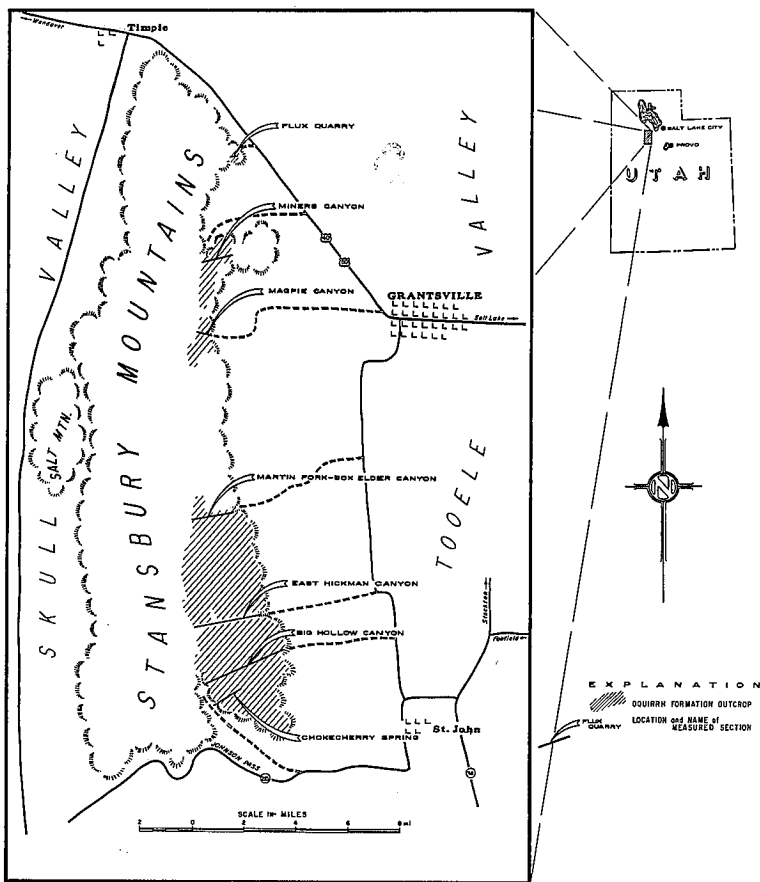 Wendover
Timpie
FLUX QUARRY
MINERS CANYON
MAGPIE CANYON
GRANTSVILLE
Salt Lake
SKULL VALLEY
SALT MTN.
STANSBURY MOUNTAINS
TOOELE VALLEY
MARTIN FORK-BOX ELDER CANYON
EAST HICKMAN CANYON
BIG HOLLOW CANYON
CHOKECHERRY SPRING
Stockton
St. John
JOHNSON PASS
SCALE IN MILES
2 0 2 4 6 8 mi
SALT LAKE CITY
PROVO
UTAH
N
EXPLANATION
OQUIRRH FORMATION OUTCROP
FLUX QUARRY
LOCATION and NAME of
MEASURED SECTION